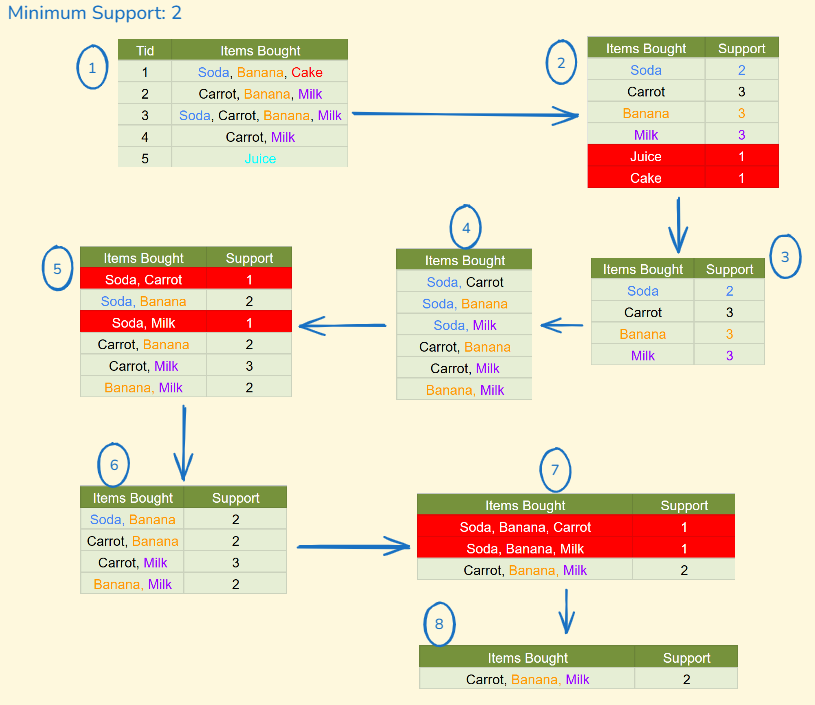 Minimum Support: 2
1
Tid Items Bought
1 Soda, Banana, Cake
2 Carrot, Banana, Milk
3 Soda, Carrot, Banana, Milk
4 Carrot, Milk
5 Juice
2
Items Bought Support
Soda 2
Carrot 3
Banana 3
Milk 3
Juice 1
Cake 1
3
Items Bought Support
Soda 2
Carrot 3
Banana 3
Milk 3
4
Items Bought
Soda, Carrot
Soda, Banana
Soda, Milk
Carrot, Banana
Carrot, Milk
Banana, Milk
5
Items Bought Support
Soda, Carrot 1
Soda, Banana 2
Soda, Milk 1
Carrot, Banana 2
Carrot, Milk 3
Banana, Milk 2
6
Items Bought Support
Soda, Banana 2
Carrot, Banana 2
Carrot, Milk 3
Banana, Milk 2
7
Items Bought Support
Soda, Banana, Carrot 1
Soda, Banana, Milk 1
Carrot, Banana, Milk 2
8
Items Bought Support
Carrot, Banana, Milk 2